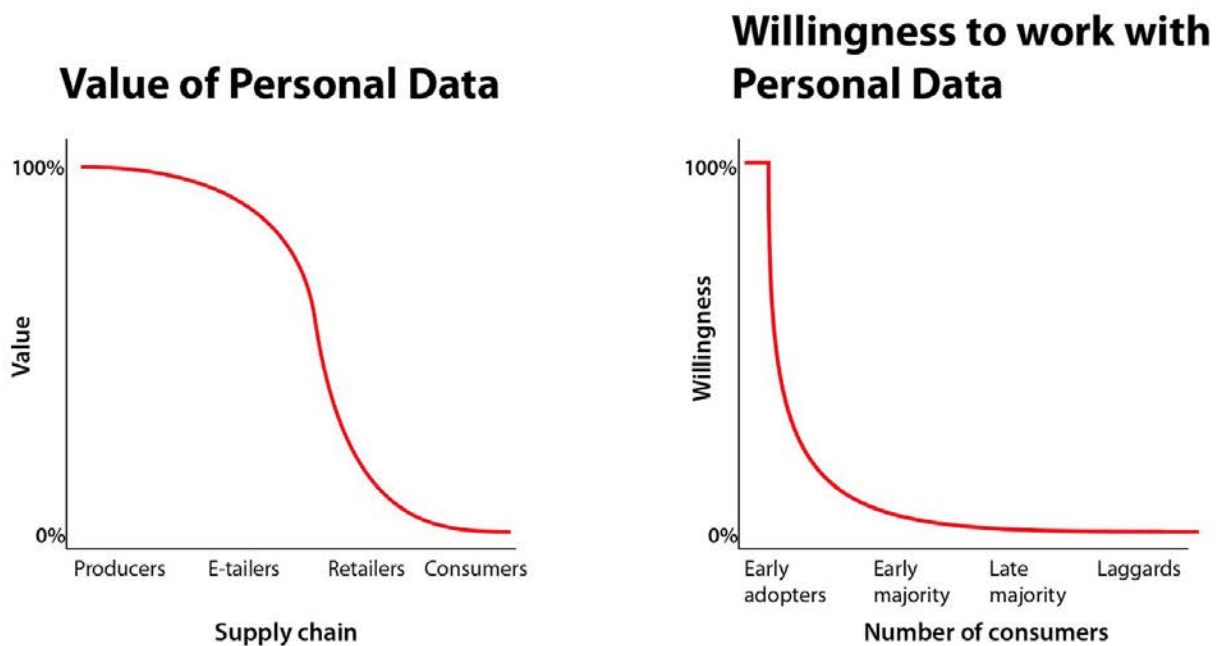 Value of Personal Data
100%
Value
0%
Producers
E-tailers
Retailers
Consumers
Supply chain
Willingness to work with
Personal Data
100%
Willingness
0%
Early
adopters
Early
majority
Late
majority
Laggards
Number of consumers